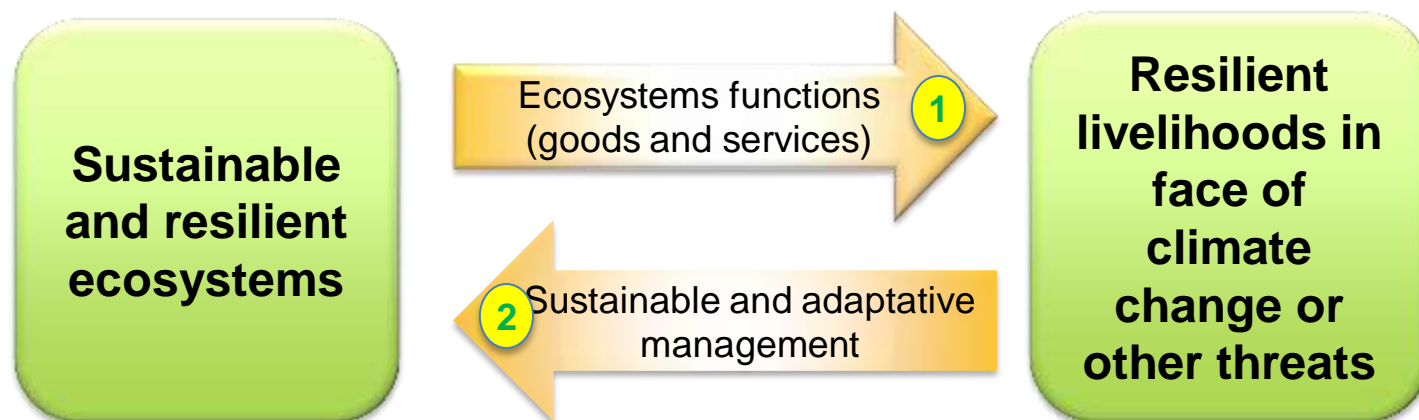 Sustainable
and resilient
ecosystems
Ecosystems functions
(goods and services)
1
2
Sustainable and adaptative
management
Resilient
livelihoods in
face of
climate
change or
other threats